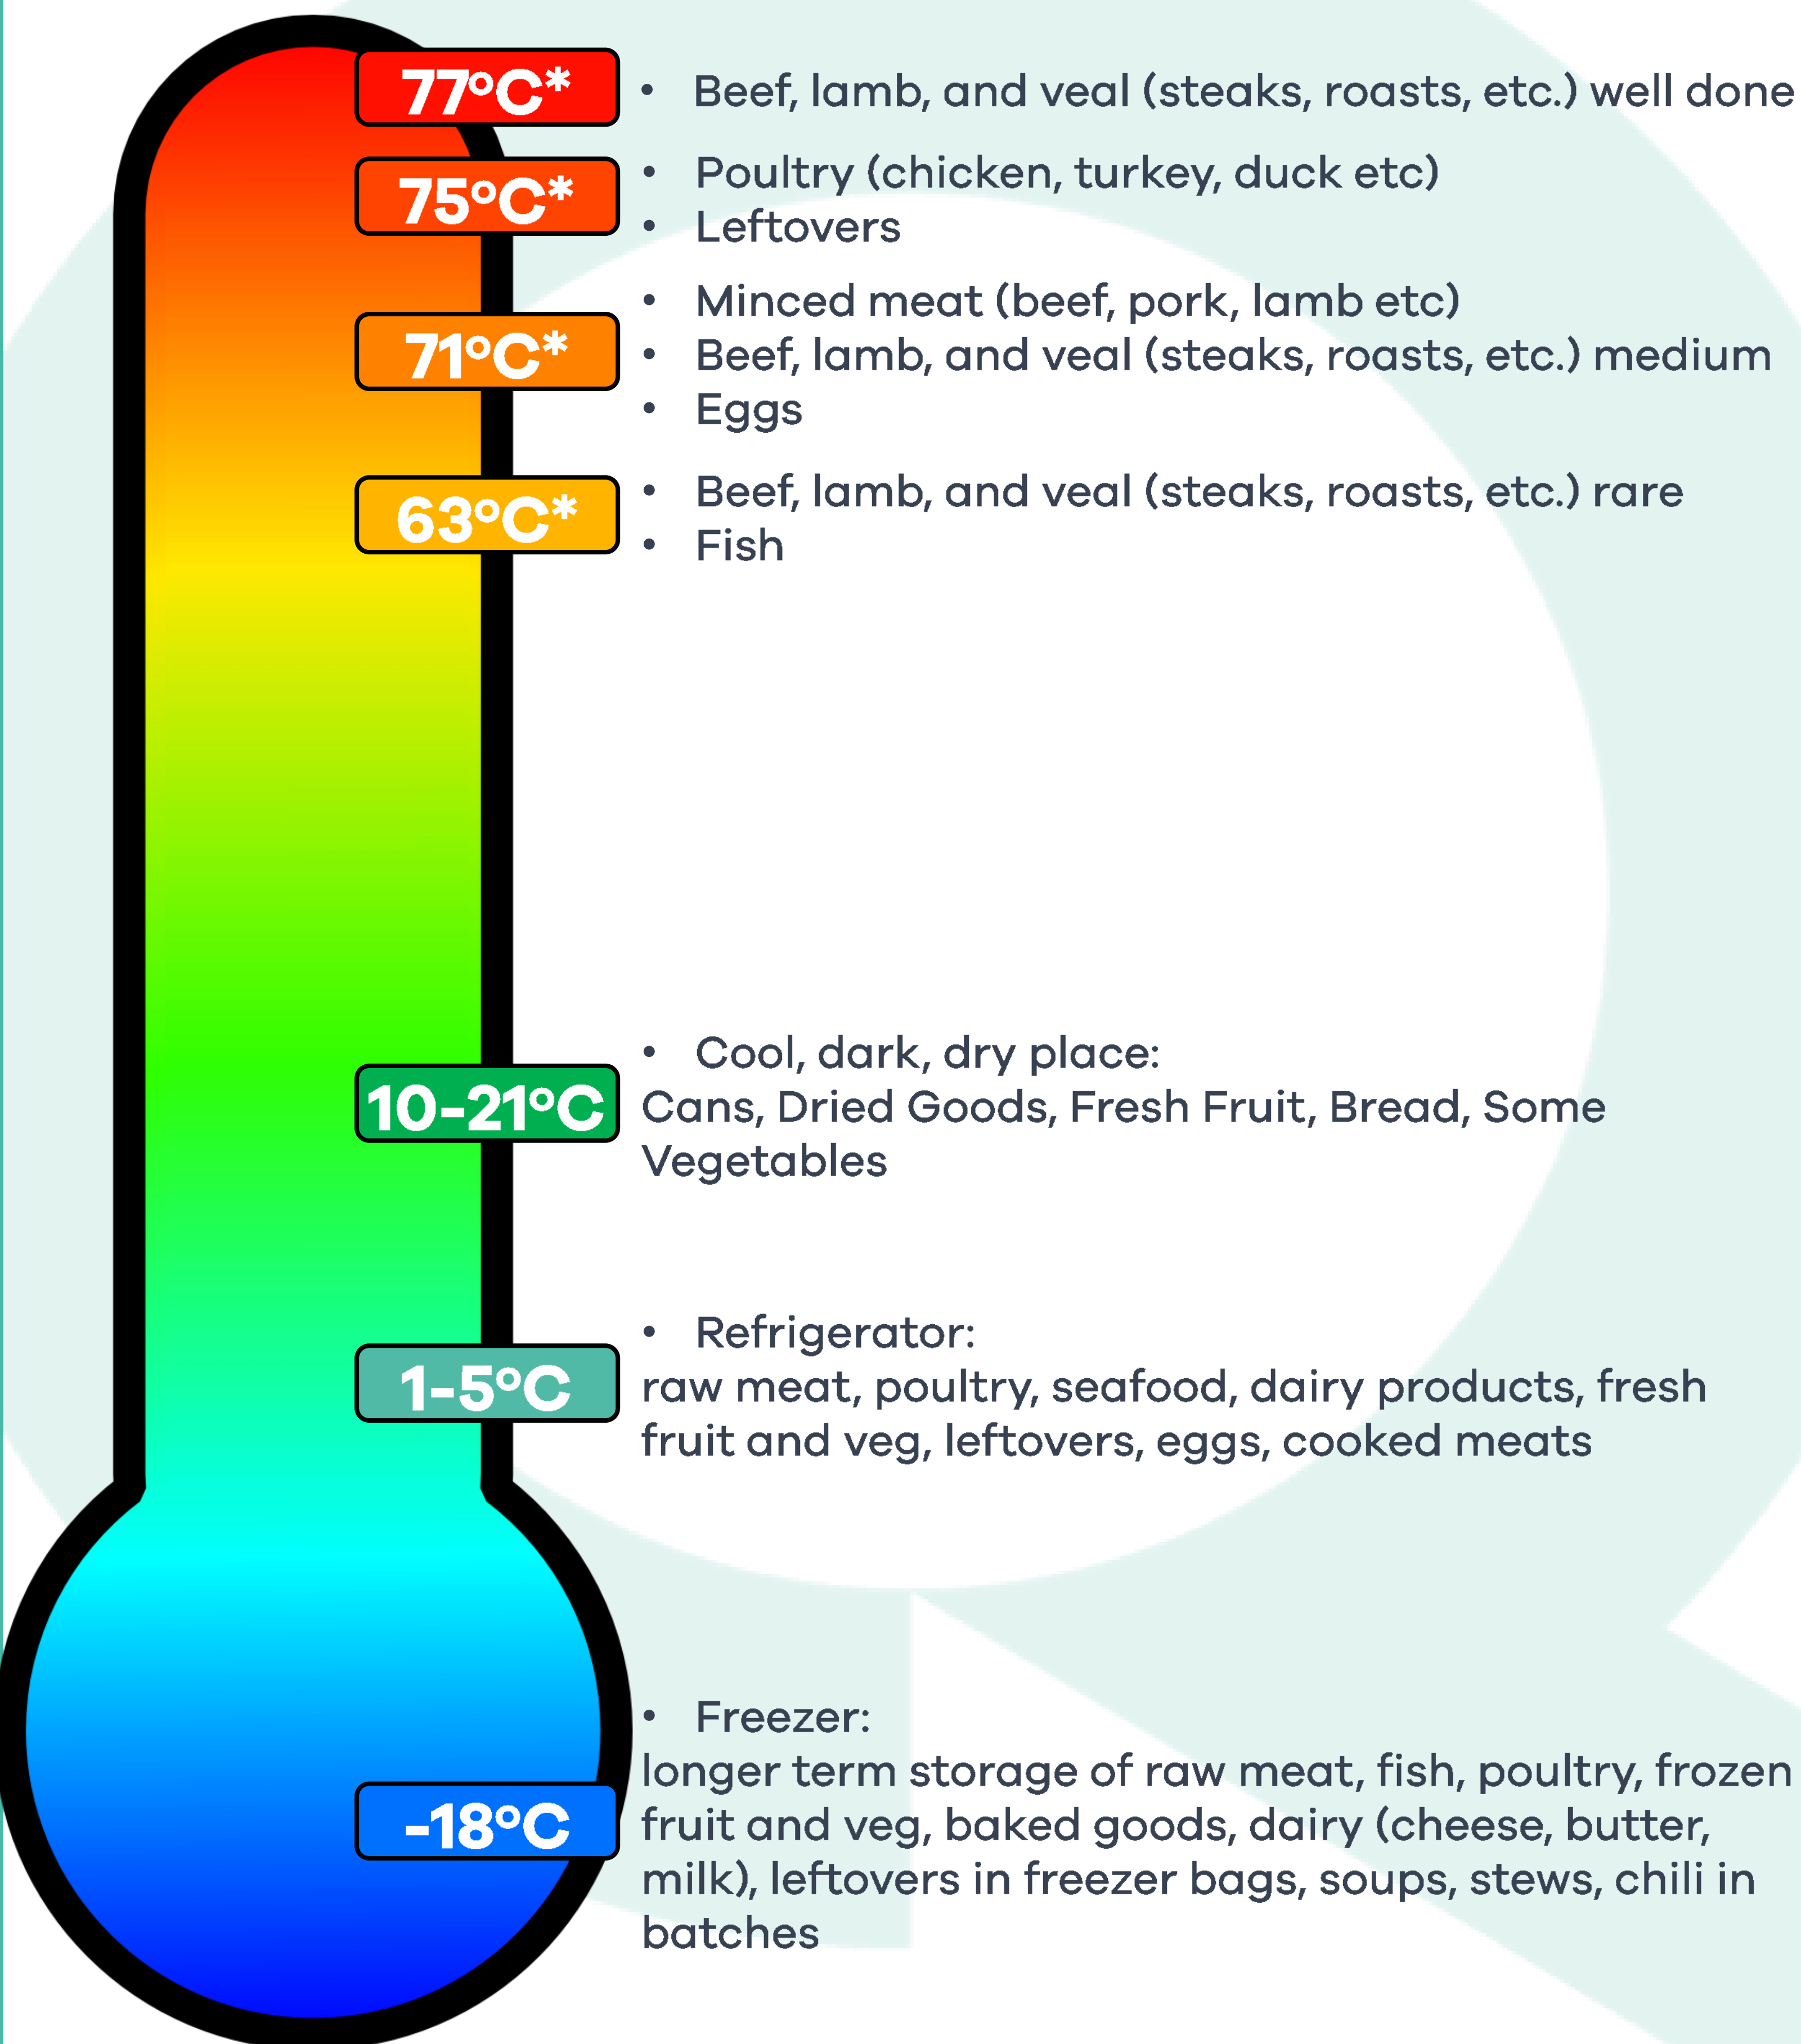 77°C*
• Beef, lamb, and veal (steaks, roasts, etc.) well done
75°C*
• Poultry (chicken, turkey, duck etc)
• Leftovers
71°C*
• Minced meat (beef, pork, lamb etc)
• Beef, lamb, and veal (steaks, roasts, etc.) medium
• Eggs
63°C*
• Beef, lamb, and veal (steaks, roasts, etc.) rare
• Fish
10-21°C
• Cool, dark, dry place:
Cans, Dried Goods, Fresh Fruit, Bread, Some
Vegetables
1-5°C
• Refrigerator:
raw meat, poultry, seafood, dairy products, fresh
fruit and veg, leftovers, eggs, cooked meats
-18°C
• Freezer:
longer term storage of raw meat, fish, poultry, frozen
fruit and veg, baked goods, dairy (cheese, butter,
milk), leftovers in freezer bags, soups, stews, chili in
batches